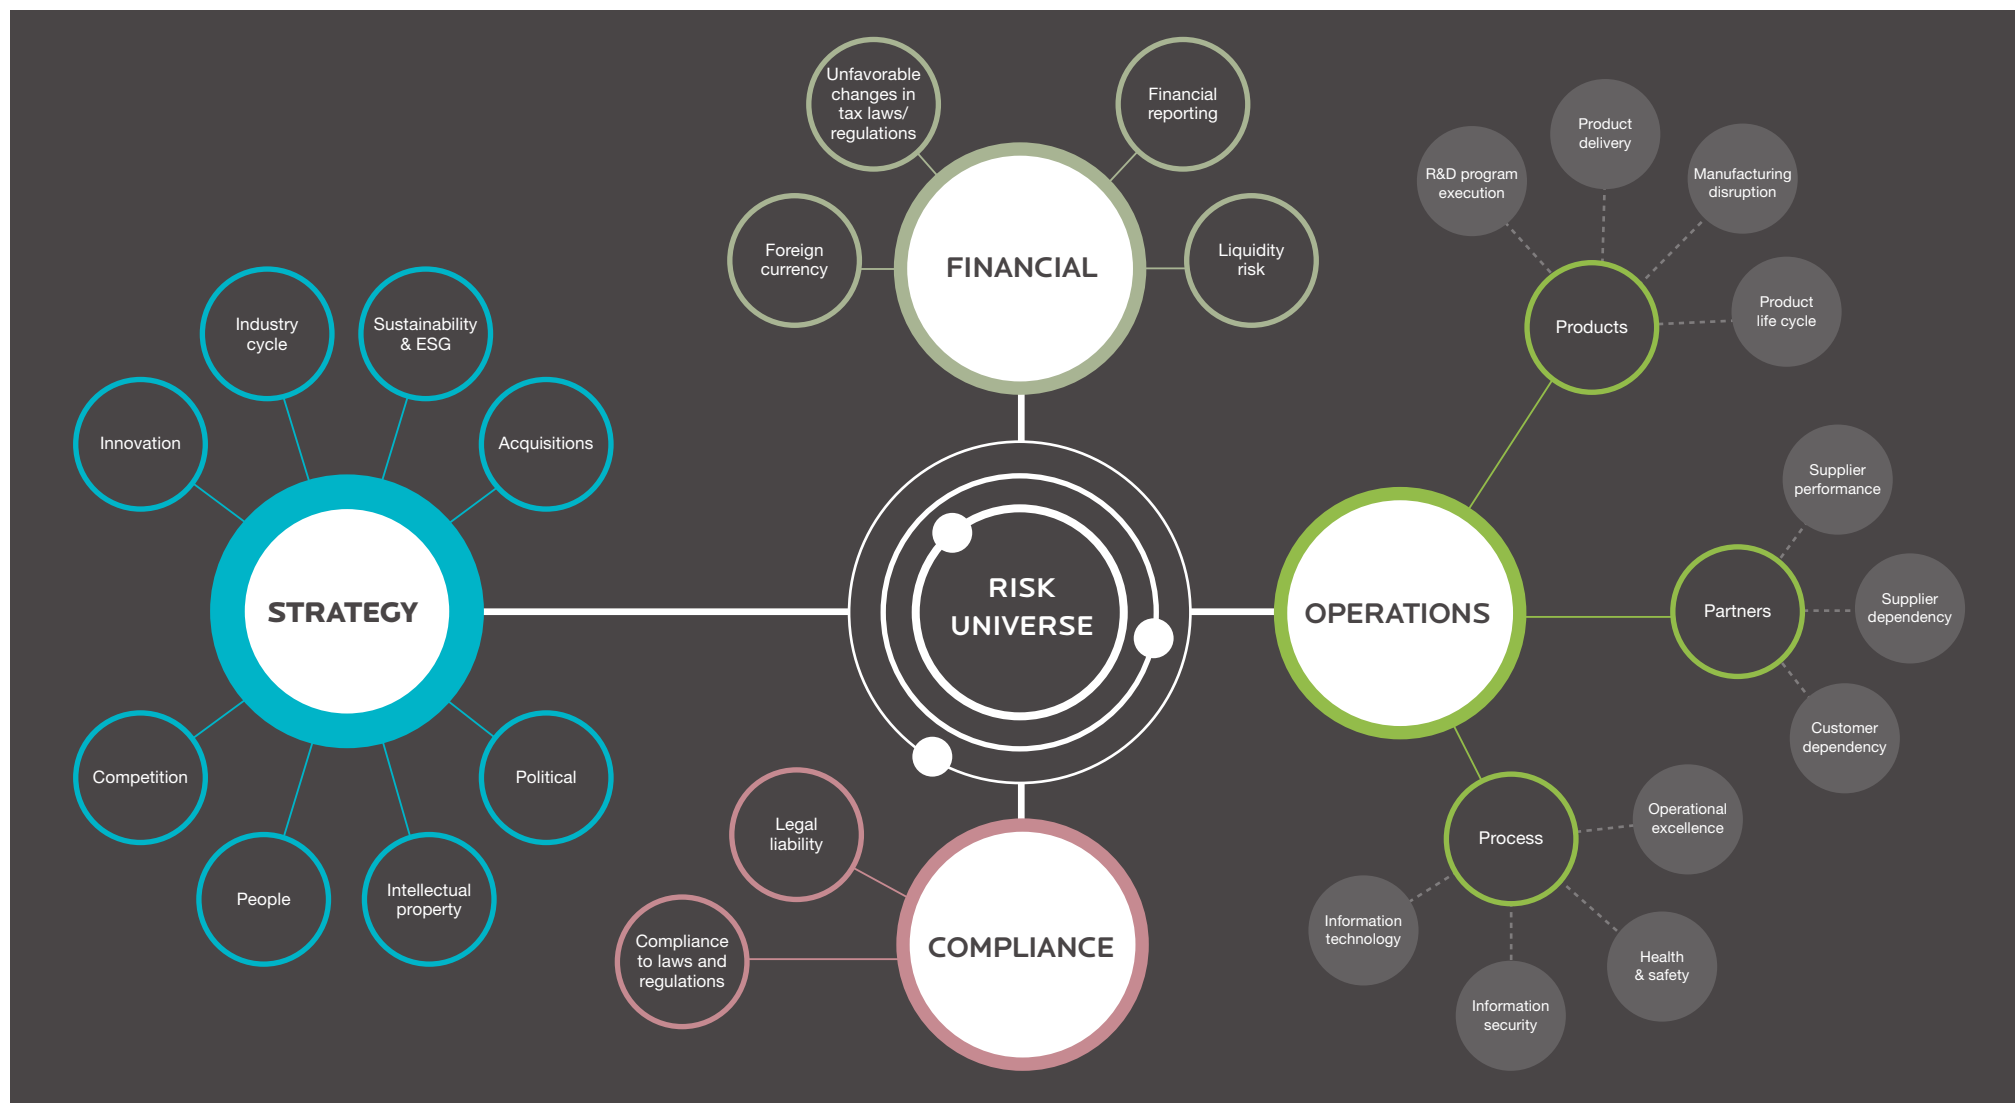 Unfavorable
changes in
tax laws/
regulations
Financial
reporting
Foreign
currency
FINANCIAL
Liquidity
risk
Industry
cycle
Sustainability
& ESG
Innovation
Acquisitions
STRATEGY
Competition
Political
People
Intellectual
property
RISK
UNIVERSE
Legal
liability
Compliance
to laws and
regulations
COMPLIANCE
OPERATIONS
R&D program
execution
Product
delivery
Manufacturing
disruption
Product
life cycle
Products
Supplier
performance
Partners
Supplier
dependency
Customer
dependency
Process
Operational
excellence
Information
technology
Health
& safety
Information
security